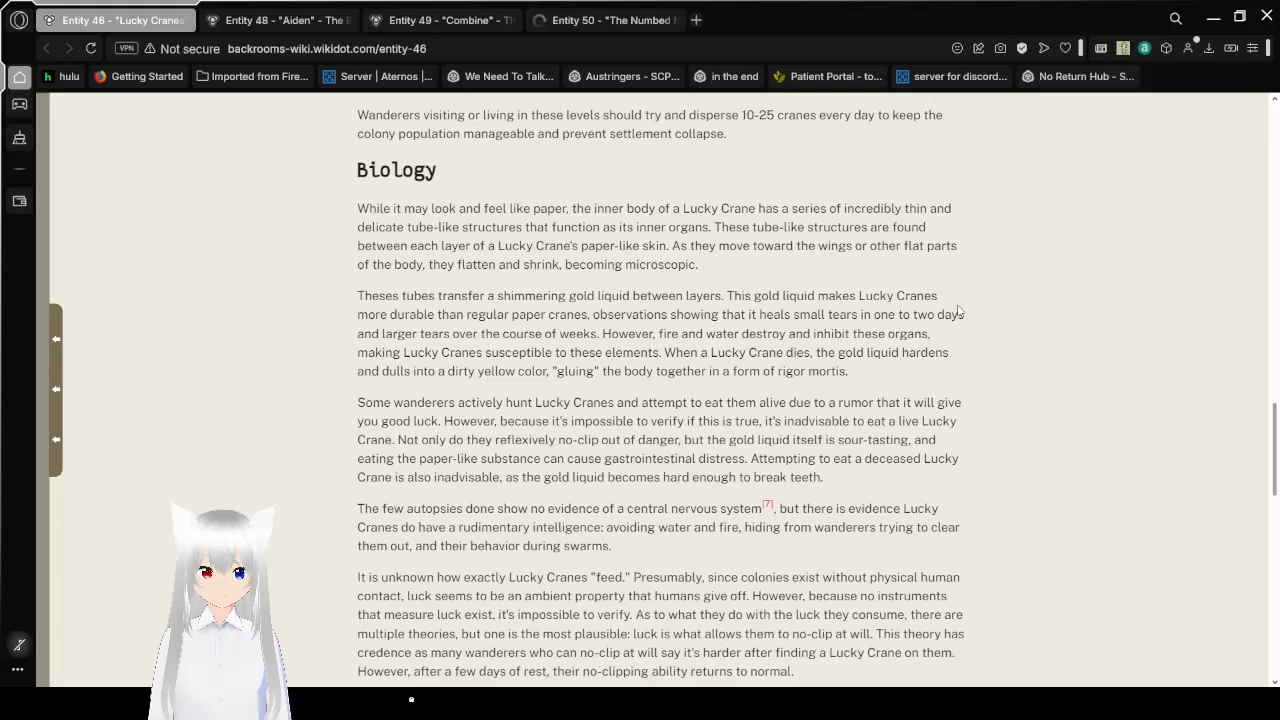 Entity 46 - "Lucky Cranes"
Entity 48 - "Aiden" - The E
Entity 49 - "Combine" - Th
Entity 50 - "The Numbed M
VPN
Not secure
backrooms-wiki.wikidot.com/entity-46
hulu
Getting Started
Imported from Fire...
Server | Aternos |...
We Need To Talk...
Austringers - SCP...
in the end
Patient Portal - to...
server for discord...
No Return Hub - S...
Wanderers visiting or living in these levels should try and disperse 10-25 cranes every day to keep the
colony population manageable and prevent settlement collapse.
Biology
While it may look and feel like paper, the inner body of a Lucky Crane has a series of incredibly thin and
delicate tube-like structures that function as its inner organs. These tube-like structures are found
between each layer of a Lucky Crane's paper-like skin. As they move toward the wings or other flat parts
of the body, they flatten and shrink, becoming microscopic.
Theses tubes transfer a shimmering gold liquid between layers. This gold liquid makes Lucky Cranes
more durable than regular paper cranes, observations showing that it heals small tears in one to two days
and larger tears over the course of weeks. However, fire and water destroy and inhibit these organs,
making Lucky Cranes susceptible to these elements. When a Lucky Crane dies, the gold liquid hardens
and dulls into a dirty yellow color, "gluing" the body together in a form of rigor mortis.
Some wanderers actively hunt Lucky Cranes and attempt to eat them alive due to a rumor that it will give
you good luck. However, because it's impossible to verify if this is true, it's inadvisable to eat a live Lucky
Crane. Not only do they reflexively no-clip out of danger, but the gold liquid itself is sour-tasting, and
eating the paper-like substance can cause gastrointestinal distress. Attempting to eat a deceased Lucky
Crane is also inadvisable, as the gold liquid becomes hard enough to break teeth.
The few autopsies done show no evidence of a central nervous system[7], but there is evidence Lucky
Cranes do have a rudimentary intelligence: avoiding water and fire, hiding from wanderers trying to clear
them out, and their behavior during swarms.
It is unknown how exactly Lucky Cranes "feed." Presumably, since colonies exist without physical human
contact, luck seems to be an ambient property that humans give off. However, because no instruments
that measure luck exist, it's impossible to verify. As to what they do with the luck they consume, there are
multiple theories, but one is the most plausible: luck is what allows them to no-clip at will. This theory has
credence as many wanderers who can no-clip at will say it's harder after finding a Lucky Crane on them.
However, after a few days of rest, their no-clipping ability returns to normal.